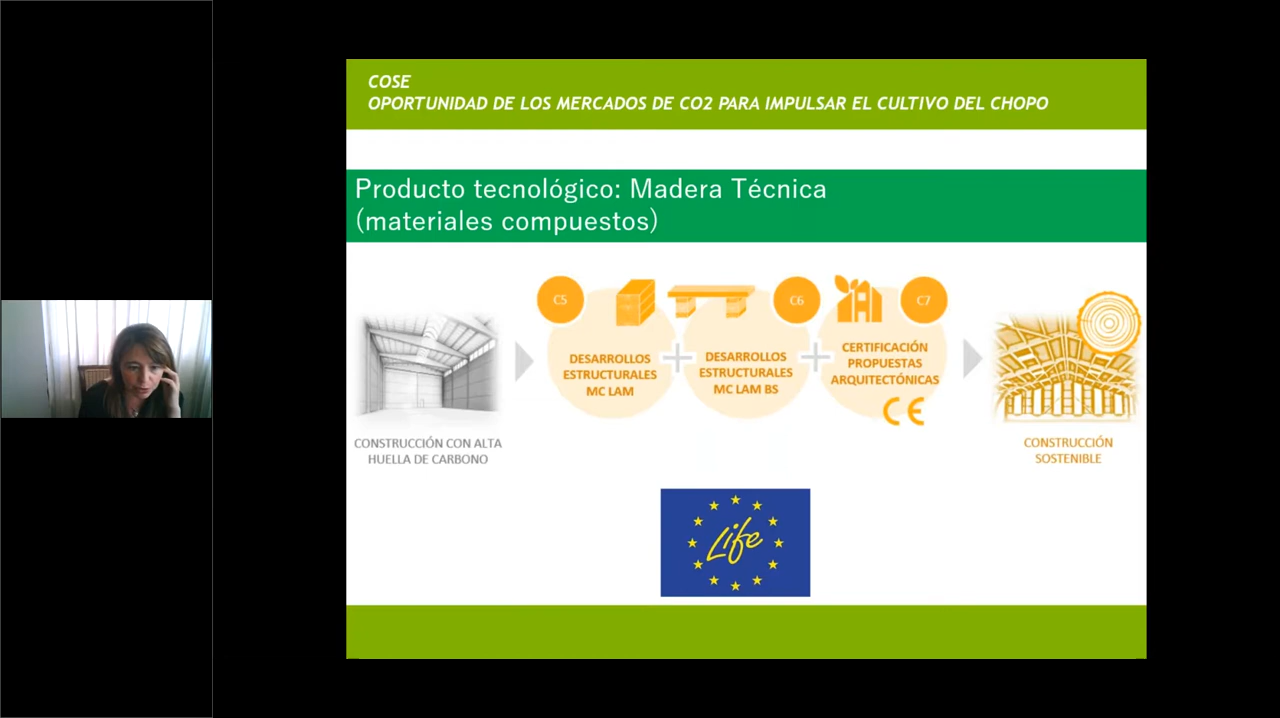 COSE
OPORTUNIDAD DE LOS MERCADOS DE CO2 PARA IMPULSAR EL CULTIVO DEL CHOPO
Producto tecnológico: Madera Técnica
(materiales compuestos)
C5
C6
C7
DESARROLLOS
ESTRUCTURALES
MC LAM
DESARROLLOS
ESTRUCTURALES
MC LAM BS
CERTIFICACIÓN
PROPUESTAS
ARQUITECTÓNICAS
CE
CONSTRUCCIÓN CON ALTA
HUELLA DE CARBONO
CONSTRUCCIÓN
SOSTENIBLE
Life